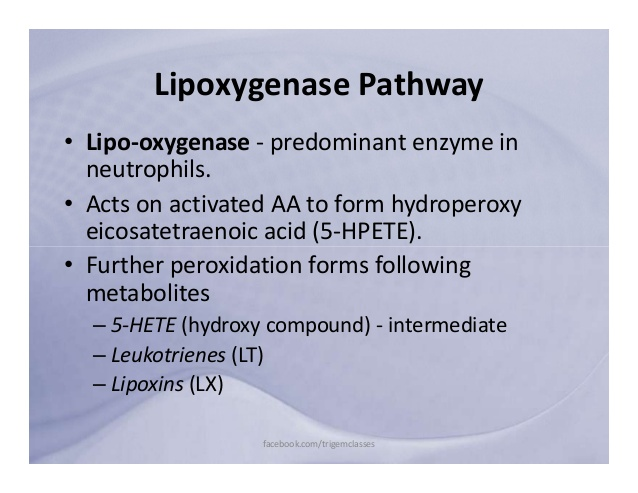 Lipoxygenase Pathway
• Lipo-oxygenase - predominant enzyme in
neutrophils.
• Acts on activated AA to form hydroperoxy
eicosatetraenoic acid (5-HPETE).
• Further peroxidation forms following
metabolites
– 5-HETE (hydroxy compound) - intermediate
– Leukotrienes (LT)
– Lipoxins (LX)
facebook.com/trigemclasses